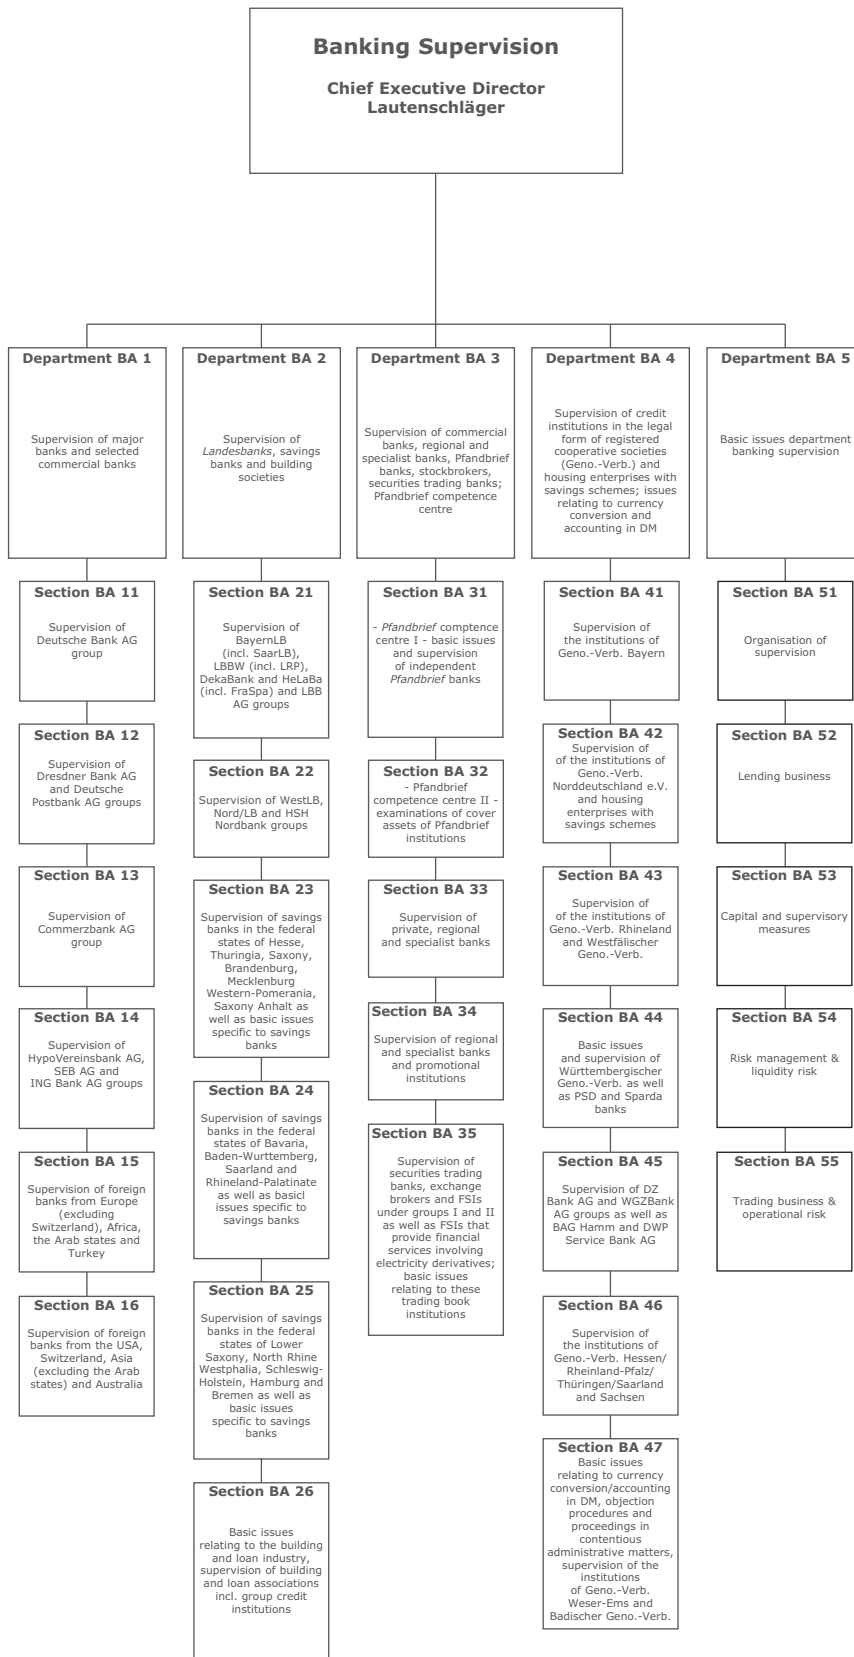 Banking Supervision
Chief Executive Director
Lautenschläger
Department BA 1
Supervision of major
banks and selected
commercial banks
Section BA 11
Supervision of
Deutsche Bank AG
group
Section BA 12
Supervision of
Dresdner Bank AG
and Deutsche
Postbank AG groups
Section BA 13
Supervision of
Commerzbank AG
group
Section BA 14
Supervision of
HypoVereinsbank AG,
SEB AG and
ING Bank AG groups
Section BA 15
Supervision of foreign
banks from Europe
(excluding
Switzerland), Africa,
the Arab states and
Turkey
Section BA 16
Supervision of foreign
banks from the USA,
Switzerland, Asia
(excluding the Arab
states) and Australia
Department BA 2
Supervision of
Landesbanks, savings
banks and building
societies
Section BA 21
Supervision of
BayernLB
(incl. SaarLB),
LBBW (incl. LRP),
DekaBank and HeLaBa
(incl. FraSpa) and LBB
AG groups
Section BA 22
Supervision of WestLB,
Nord/LB and HSH
Nordbank groups
Section BA 23
Supervision of savings
banks in the federal
states of Hesse,
Thuringia, Saxony,
Brandenburg,
Mecklenburg
Western-Pomerania,
Saxony Anhalt as
well as basic issues
specific to savings
banks
Section BA 24
Supervision of savings
banks in the federal
states of Bavaria,
Baden-Wurttemberg,
Saarland and
Rhineland-Palatinate
as well as basicl
issues specific to
savings banks
Section BA 25
Supervision of savings
banks in the federal
states of Lower
Saxony, North Rhine
Westphalia, Schleswig-
Holstein, Hamburg and
Bremen as well as
basic issues
specific to savings
banks
Section BA 26
Basic issues
relating to the building
and loan industry,
supervision of building
and loan associations
incl. group credit
institutions
Department BA 3
Supervision of commercial
banks, regional and
specialist banks, Pfandbrief
banks, stockbrokers,
securities trading banks;
Pfandbrief competence
centre
Section BA 31
- Pfandbrief comptence
centre I - basic issues
and supervision
of independent
Pfandbrief banks
Section BA 32
- Pfandbrief
competence centre II -
examinations of cover
assets of Pfandbrief
institutions
Section BA 33
Supervision of
private, regional
and specialist banks
Section BA 34
Supervision of regional
and specialist banks
and promotional
institutions
Section BA 35
Supervision of
securities trading
banks, exchange
brokers and FSIs
under groups I and II
as well as FSIs that
provide financial
services involving
electricity derivatives;
basic issues
relating to these
trading book
institutions
Department BA 4
Supervision of credit
institutions in the legal
form of registered
cooperative societies
(Geno.-Verb.) and
housing enterprises with
savings schemes; issues
relating to currency
conversion and
accounting in DM
Section BA 41
Supervision of
the institutions of
Geno.-Verb. Bayern
Section BA 42
Supervision of
of the institutions of
Geno.-Verb.
Norddeutschland e.V.
and housing
enterprises with
savings schemes
Section BA 43
Supervision of
of the institutions of
Geno.-Verb. Rhineland
and Westfälischer
Geno.-Verb.
Section BA 44
Basic issues
and supervision of
Württembergischer
Geno.-Verb. as well
as PSD and Sparda
banks
Section BA 45
Supervision of DZ
Bank AG and WGZBank
AG groups as well as
BAG Hamm and DWP
Service Bank AG
Section BA 46
Supervision of
the institutions of
Geno.-Verb. Hessen/
Rheinland-Pfalz/
Thüringen/Saarland
and Sachsen
Section BA 47
Basic issues
relating to currency
conversion/accounting
in DM, objection
procedures and
proceedings in
contentious
administrative matters,
supervision of the
institutions
of Geno.-Verb.
Weser-Ems and
Badischer Geno.-Verb.
Department BA 5
Basic issues department
banking supervision
Section BA 51
Organisation of
supervision
Section BA 52
Lending business
Section BA 53
Capital and supervisory
measures
Section BA 54
Risk management &
liquidity risk
Section BA 55
Trading business &
operational risk